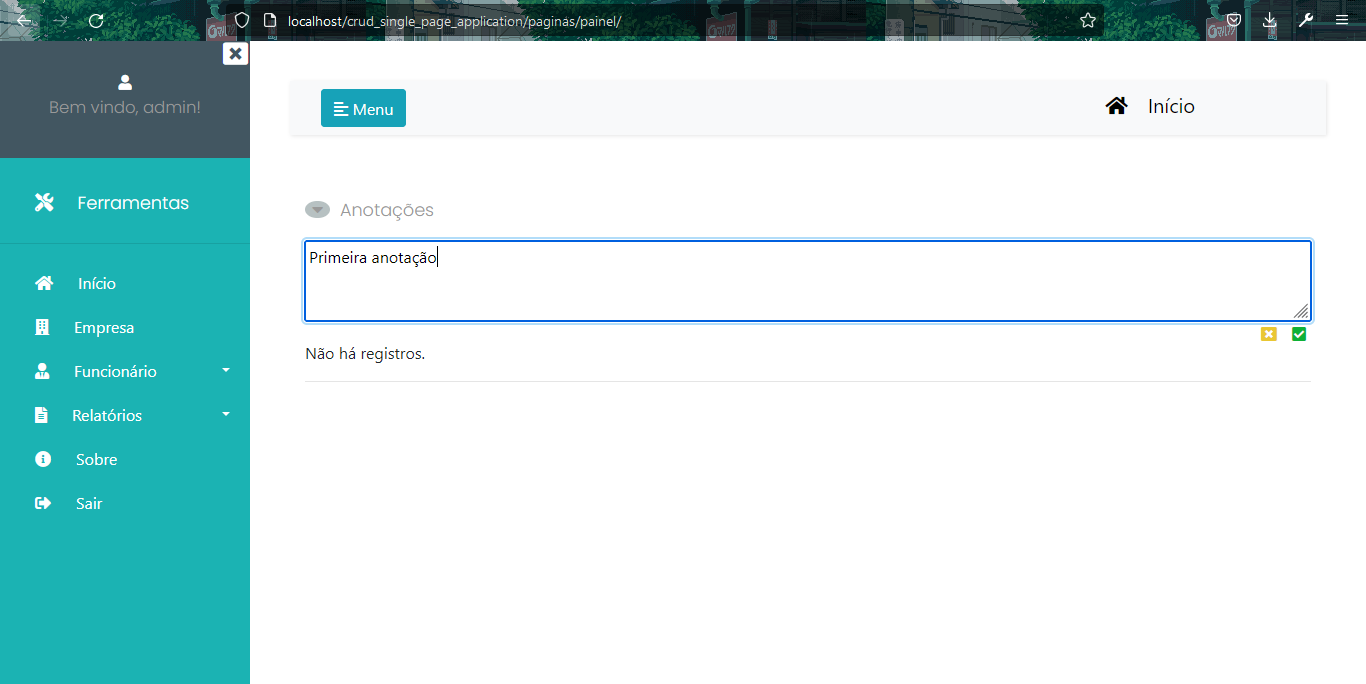 localhost/crud_single_page_application/paginas/painel/
Bem vindo, admin!
Menu
Início
Ferramentas
Anotações
Primeira anotação
Não há registros.
Início
Empresa
Funcionário
Relatórios
Sobre
Sair